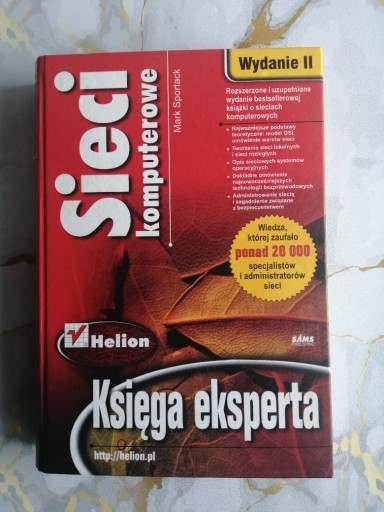 Sieci
komputerowe
Mark Sportack
Wydanie II
Rozszerzone i uzupełnione
wydanie bestsellerowej
książki o sieciach
komputerowych
• Najważniejsze podstawy
teoretyczne: model OSI,
omówienie warstw sieci
• Tworzenie sieci lokalnych
i sieci rozległych
• Opis sieciowych systemów
operacyjnych
• Dokładne omówienie
najnowocześniejszych
technologii bezprzewodowych
• Administrowanie siecią
i zagadnienia związane
z bezpieczeństwem
Wiedza,
której zaufało
ponad 20 000
specjalistów
i administratorów
sieci
Helion
SAMS
Księga eksperta
http://helion.pl